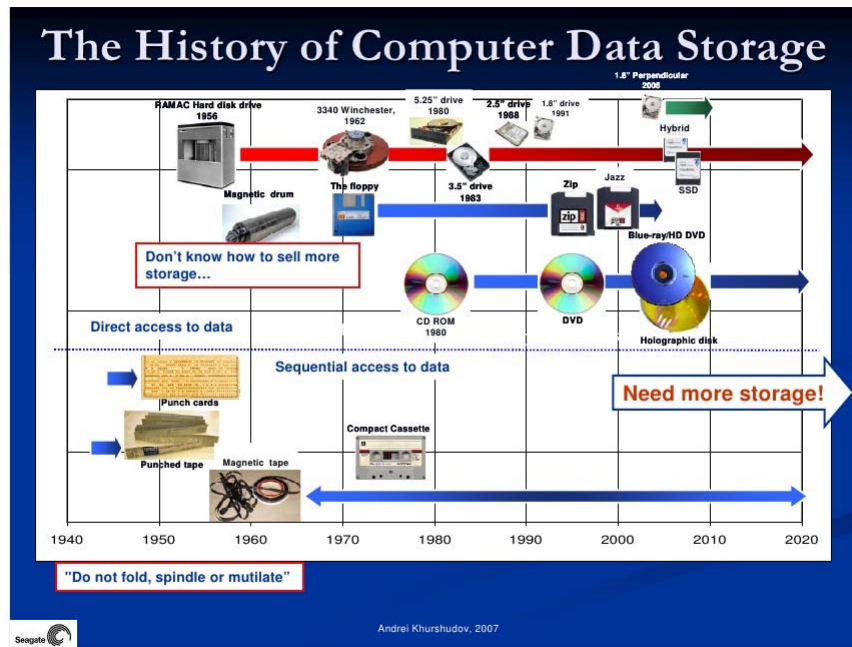 The History of Computer Data Storage
1.8" Perpendicular
2005
RAMAC Hard disk drive
1956
3340 Winchester,
1962
5.25" drive
1980
2.5" drive
1988
1.8" drive
1991
Hybrid
SSD
3.5" drive
1983
Magnetic drum
The floppy
Zip
zip
Jazz
Blue-ray/HD DVD
Don't know how to sell more
storage...
CD ROM
1980
DVD
Holographic disk
Direct access to data
Sequential access to data
Need more storage!
Punch cards
Punched tape
Magnetic tape
Compact Cassette
1940
1950
1960
1970
1980
1990
2000
2010
2020
"Do not fold, spindle or mutilate"
Andrei Khurshudov, 2007
Seagate